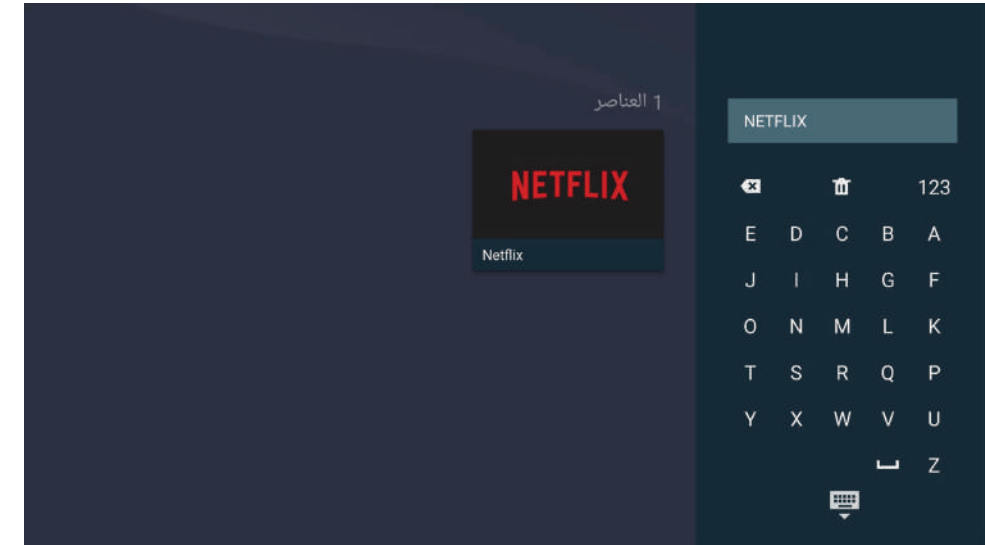 1 العناصر
NETFLIX
Netflix
NETFLIX
123
E D C B A
J I H G F
O N M L K
T S R Q P
Y X W V U
Z